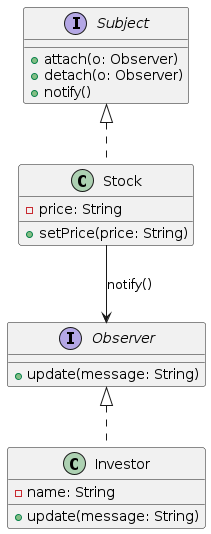 I Subject
attach(o: Observer)
detach(o: Observer)
notify()
C Stock
price: String
setPrice(price: String)
notify()
I Observer
update(message: String)
C Investor
name: String
update(message: String)